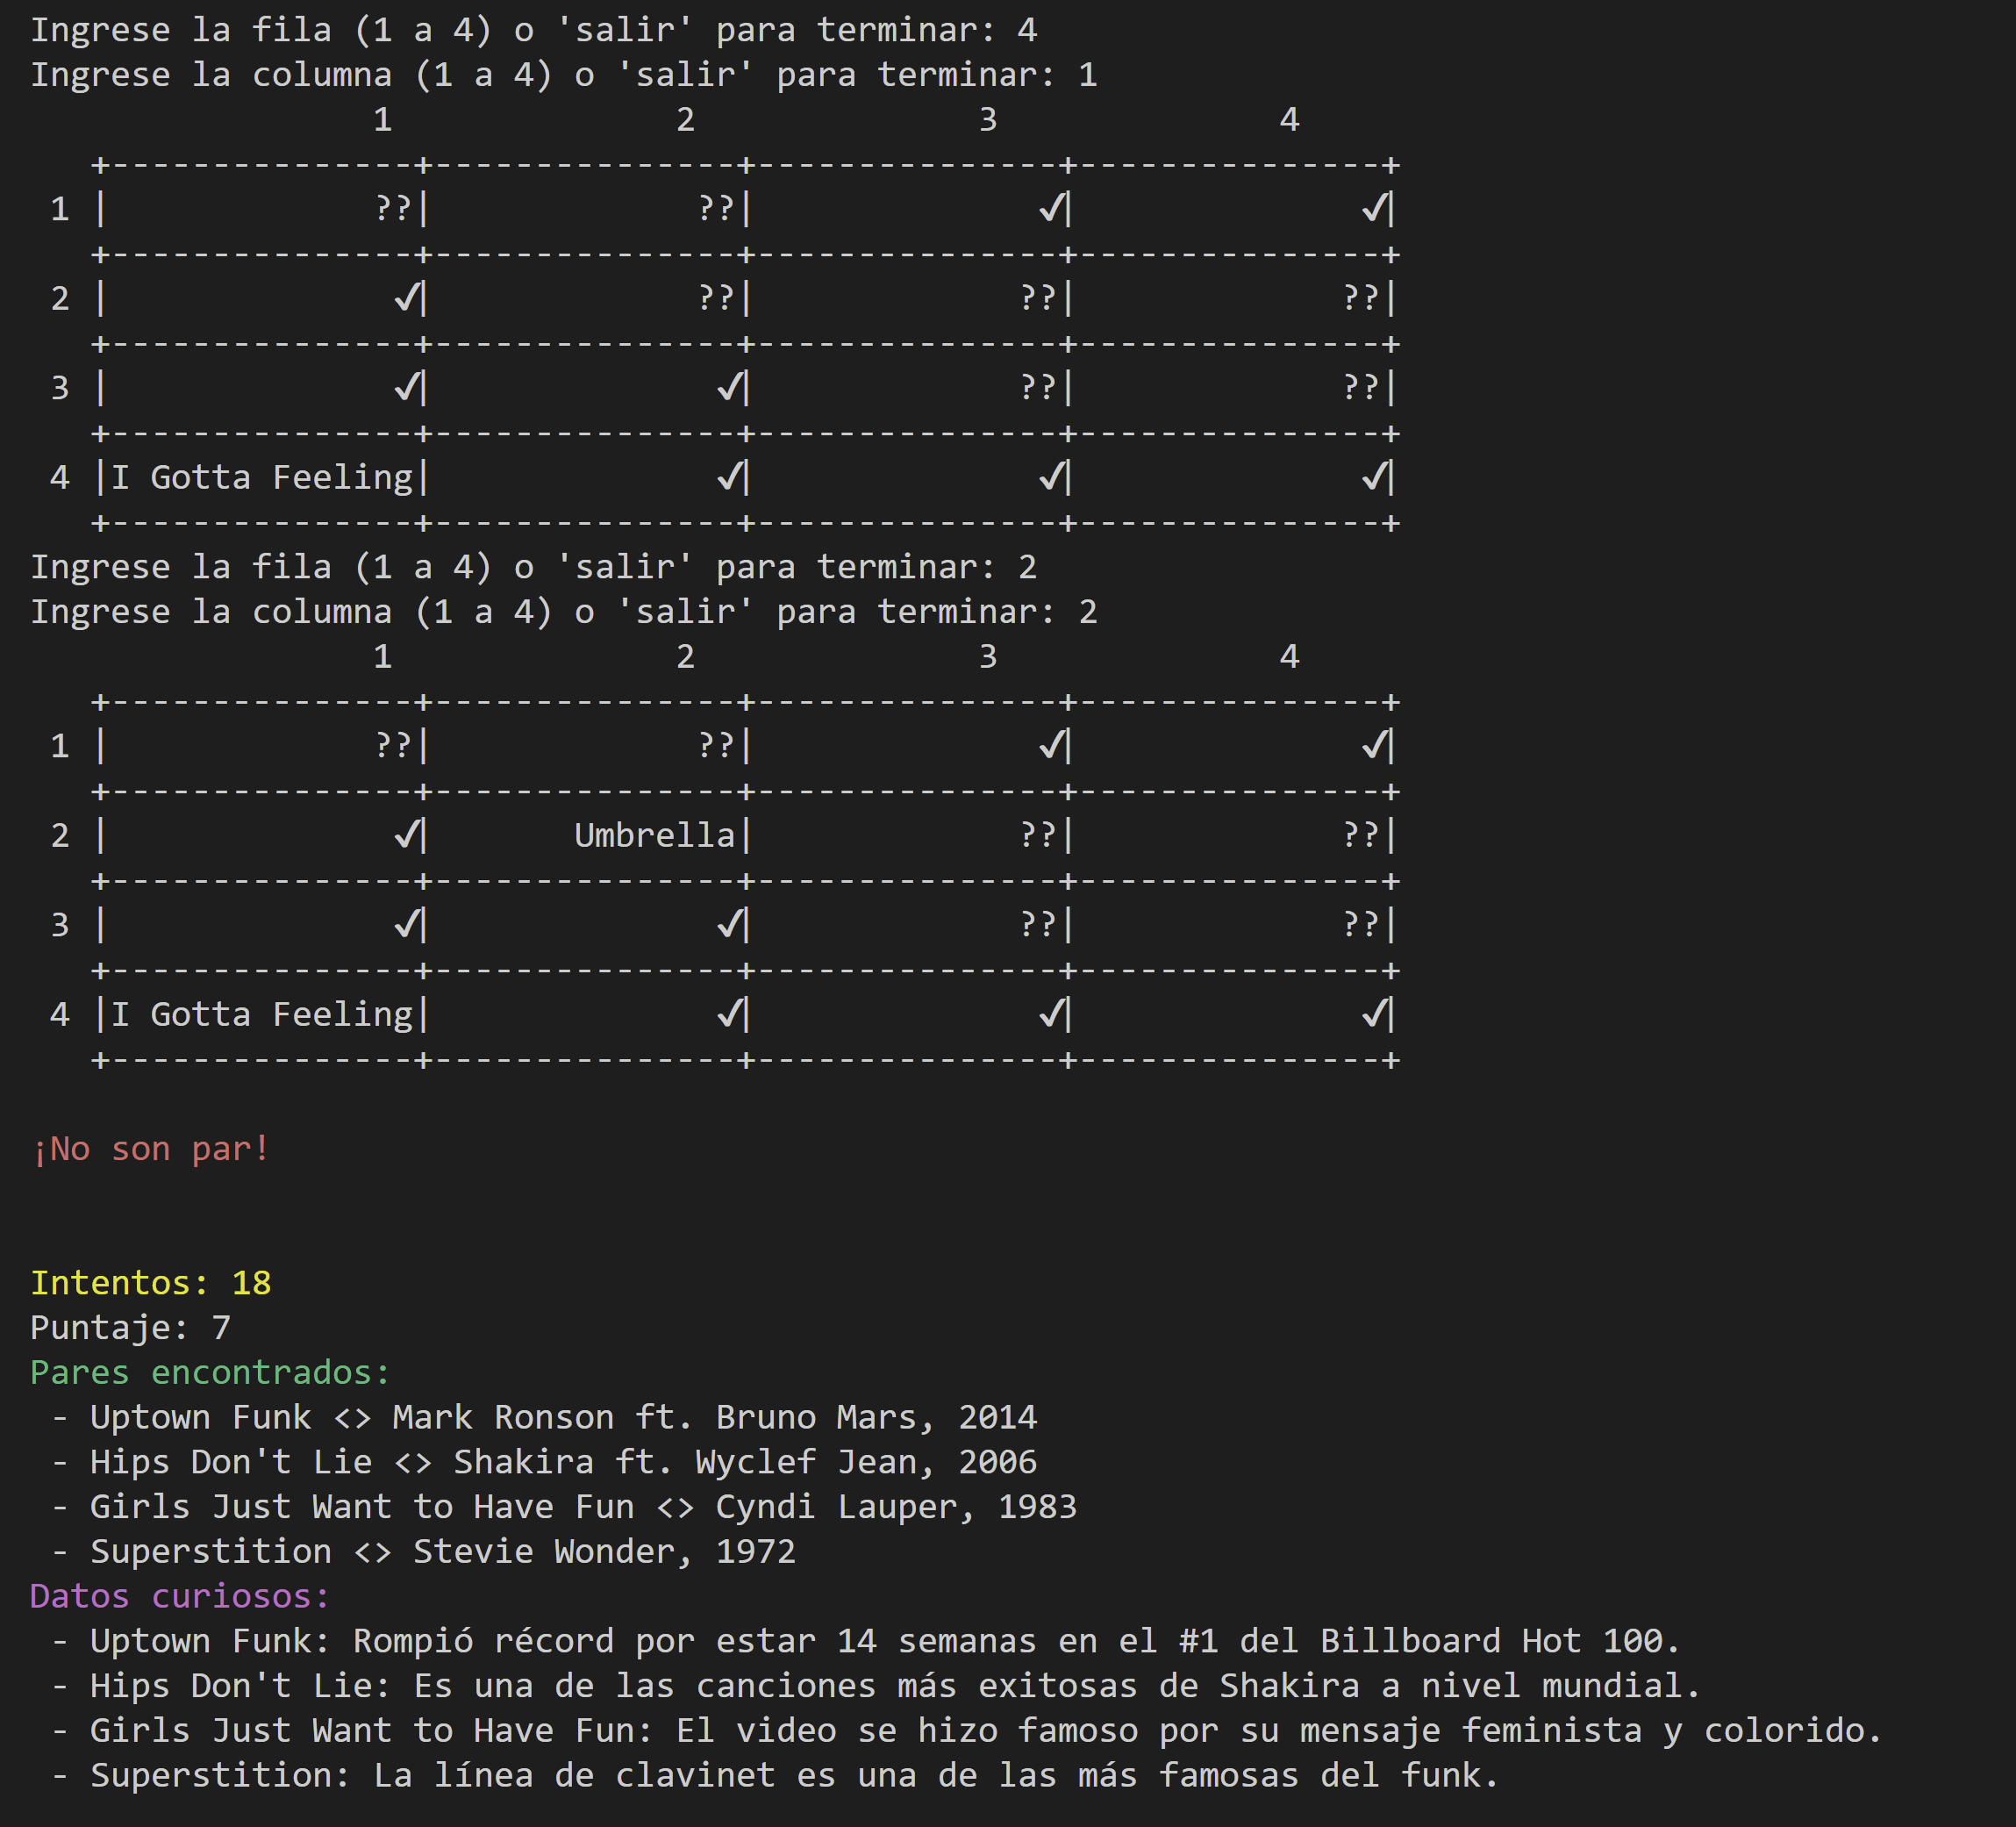 Ingrese la fila (1 a 4) o 'salir' para terminar: 4
Ingrese la columna (1 a 4) o 'salir' para terminar: 1
                 1              2              3              4
   +---------------+---------------+---------------+---------------+
 1 |             ??|             ??|              ✔|              ✔|
   +---------------+---------------+---------------+---------------+
 2 |              ✔|             ??|             ??|             ??|
   +---------------+---------------+---------------+---------------+
 3 |              ✔|              ✔|             ??|             ??|
   +---------------+---------------+---------------+---------------+
 4 |I Gotta Feeling|              ✔|              ✔|              ✔|
   +---------------+---------------+---------------+---------------+
Ingrese la fila (1 a 4) o 'salir' para terminar: 2
Ingrese la columna (1 a 4) o 'salir' para terminar: 2
                 1              2              3              4
   +---------------+---------------+---------------+---------------+
 1 |             ??|             ??|              ✔|              ✔|
   +---------------+---------------+---------------+---------------+
 2 |              ✔|       Umbrella|             ??|             ??|
   +---------------+---------------+---------------+---------------+
 3 |              ✔|              ✔|             ??|             ??|
   +---------------+---------------+---------------+---------------+
 4 |I Gotta Feeling|              ✔|              ✔|              ✔|
   +---------------+---------------+---------------+---------------+
¡No son par!
Intentos: 18
Puntaje: 7
Pares encontrados:
 - Uptown Funk <> Mark Ronson ft. Bruno Mars, 2014
 - Hips Don't Lie <> Shakira ft. Wyclef Jean, 2006
 - Girls Just Want to Have Fun <> Cyndi Lauper, 1983
 - Superstition <> Stevie Wonder, 1972
Datos curiosos:
 - Uptown Funk: Rompió récord por estar 14 semanas en el #1 del Billboard Hot 100.
 - Hips Don't Lie: Es una de las canciones más exitosas de Shakira a nivel mundial.
 - Girls Just Want to Have Fun: El video se hizo famoso por su mensaje feminista y colorido.
 - Superstition: La línea de clavinet es una de las más famosas del funk.